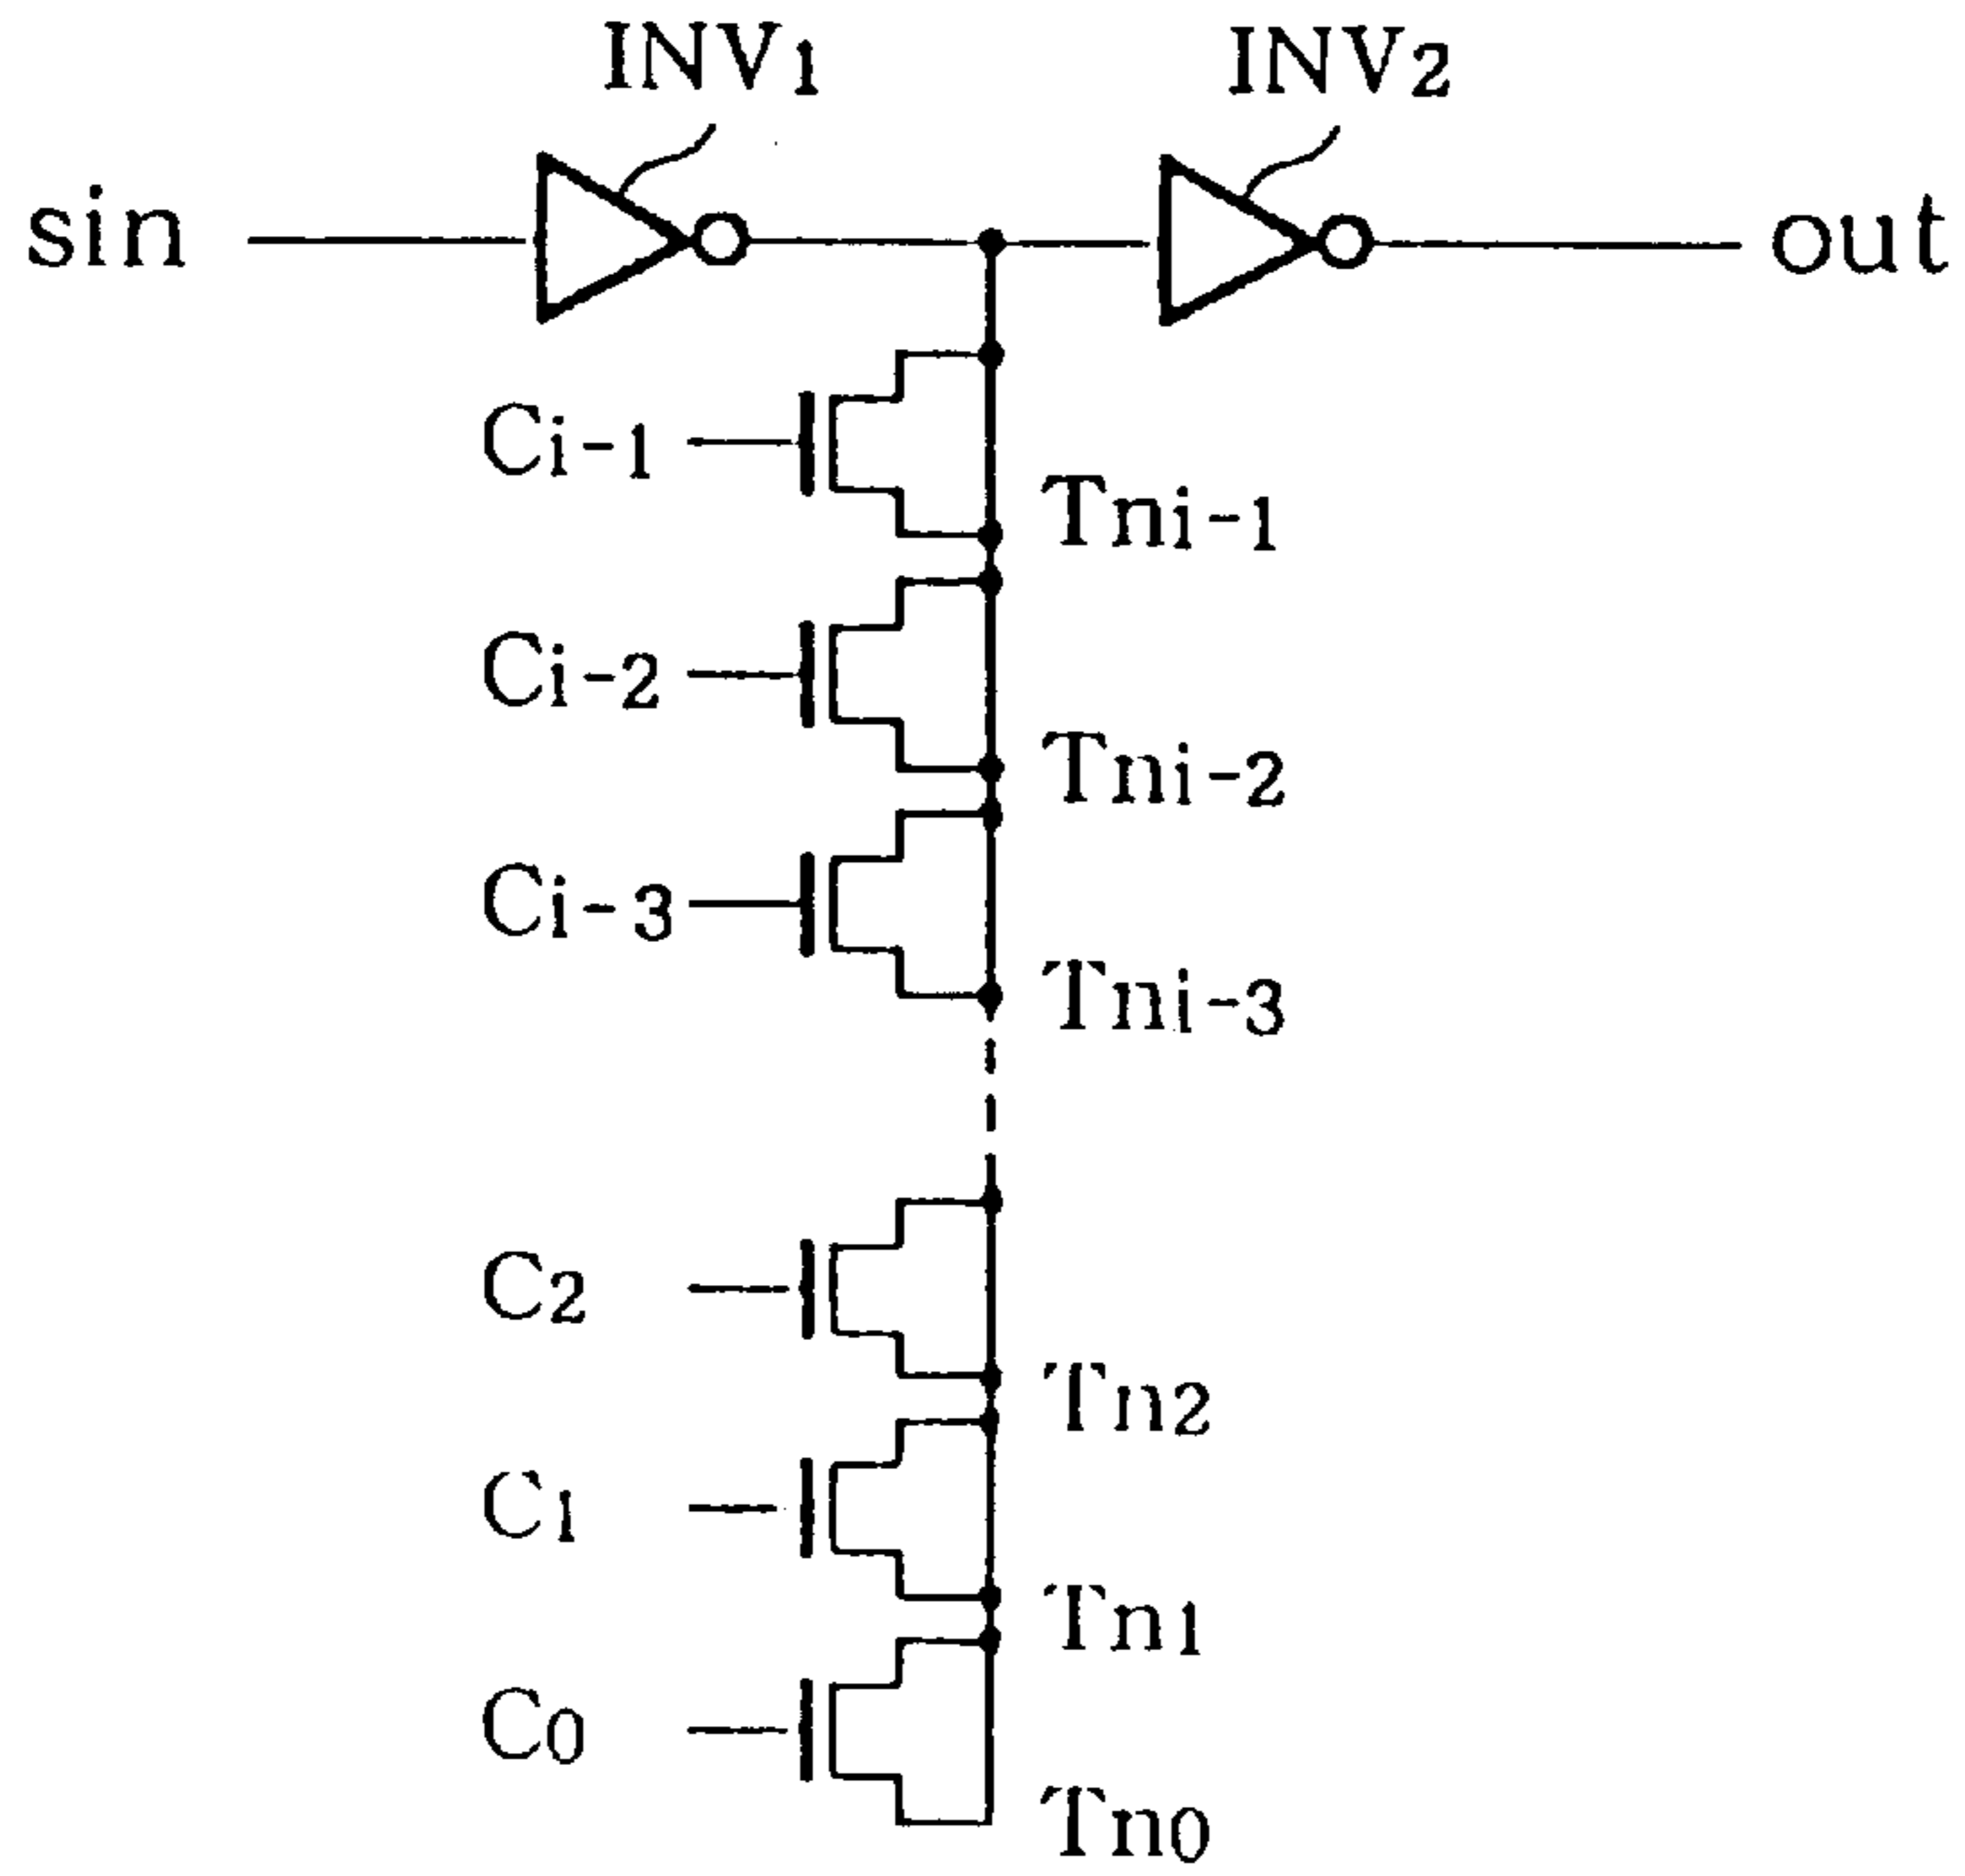 INV1
INV2
sin
out
Ci-1
Tni-1
Ci-2
Tni-2
Ci-3
Tni-3
C2
Tn2
C1
Tn1
C0
Tn0